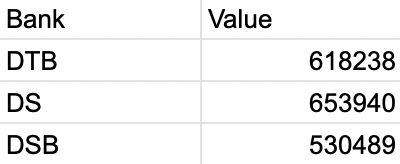 Bank Value
DTB 618238
DS 653940
DSB 530489